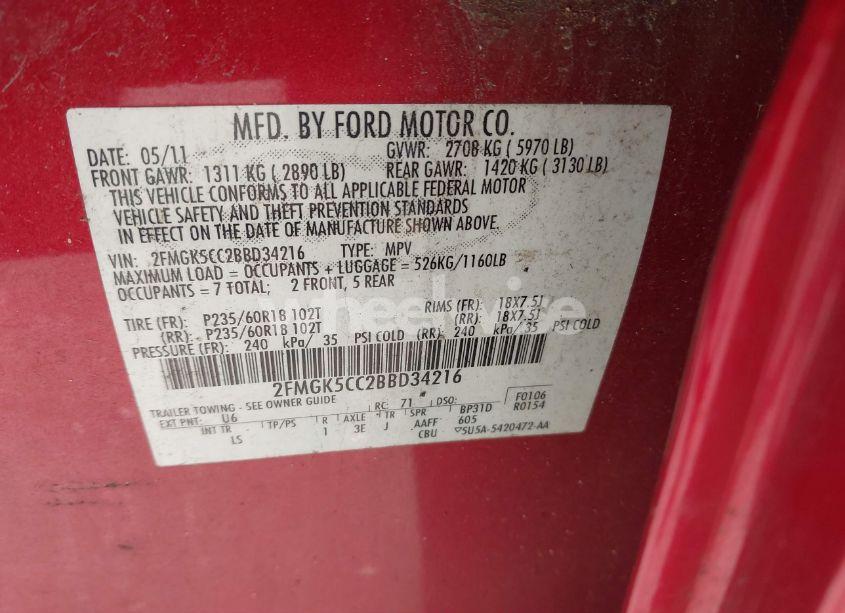 MFD. BY FORD MOTOR CO.
DATE: 05/11 GVWR: 2708 KG ( 5970 LB)
FRONT GAWR: 1311 KG ( 2890 LB) REAR GAWR: 1420 KG ( 3130 LB)
THIS VEHICLE CONFORMS TO ALL APPLICABLE FEDERAL MOTOR
VEHICLE SAFETY AND THEFT PREVENTION STANDARDS
IN EFFECT ON THE DATE OF MANUFACTURE SHOWN ABOVE.
VIN: 2FMGK5CC2BBD34216 TYPE: MPV
MAXIMUM LOAD = OCCUPANTS + LUGGAGE = 526KG/1160LB
OCCUPANTS = 7 TOTAL: 2 FRONT, 5 REAR
wheelwire
TIRE (FR): P235/60R18 102T RIMS (FR): 18X7.5J
(RR): P235/60R18 102T (RR): 18X7.5J
PRESSURE (FR): 240 kPa/ 35 PSI COLD (RR): 240 kPa/ 35 PSI COLD
2FMGK5CC2BBD34216
TRAILER TOWING - SEE OWNER GUIDE RC: 71 DSO: F0106
EXT PNT: U6 BP31D R0154
INT TR TP/PS R AXLE TR SPR 605
LS 1 3E J AAFF
CBU 5U5A-5420472-AA